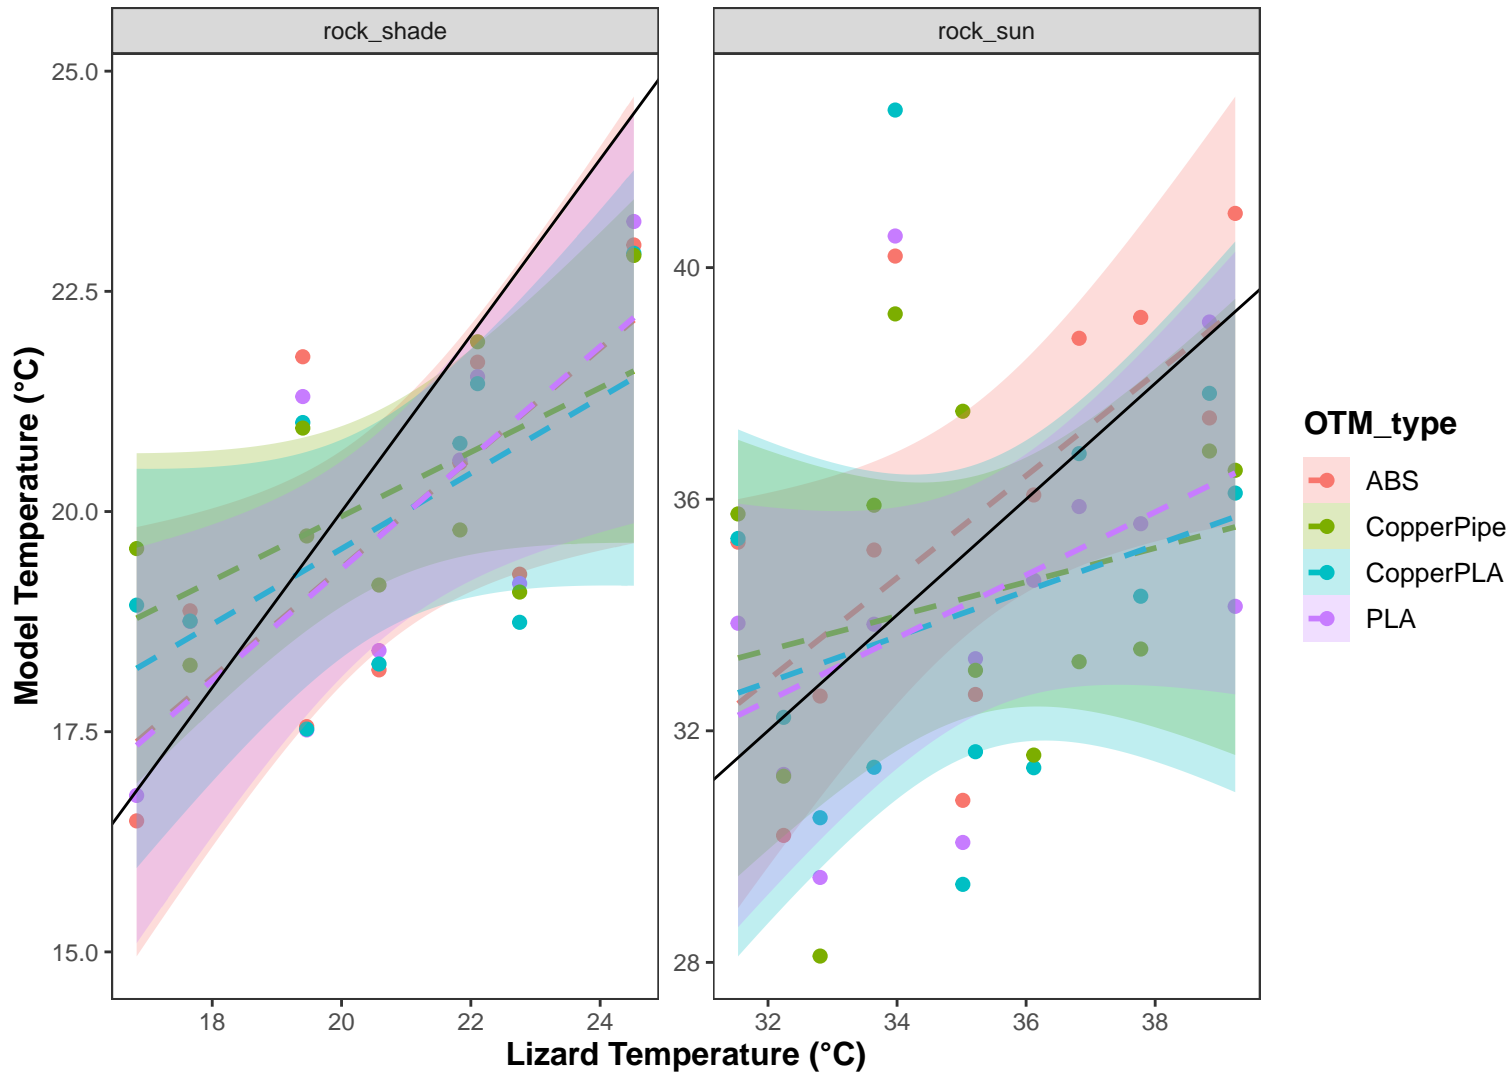 rock_shade
rock_sun
25.0
22.5
20.0
17.5
15.0
40
36
32
28
18
20
22
24
32
34
36
38
Model Temperature (°C)
Lizard Temperature (°C)
OTM_type
ABS
CopperPipe
CopperPLA
PLA